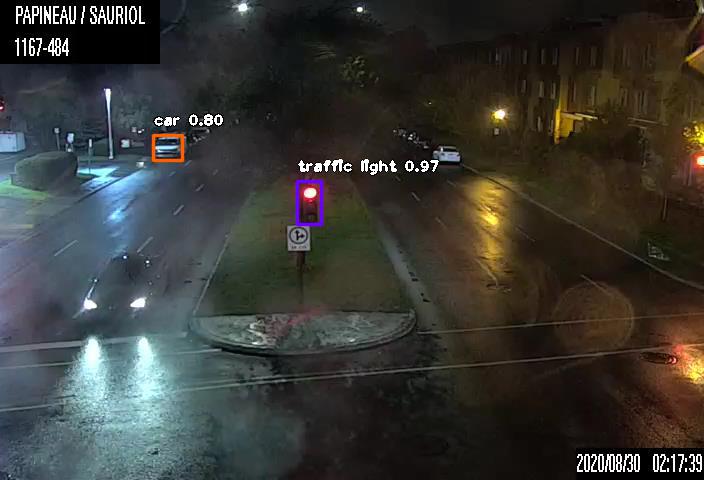 PAPINEAU / SAURIOL
1167-484
car 0.80
traffic light 0.97
2020/08/30 02:17:39